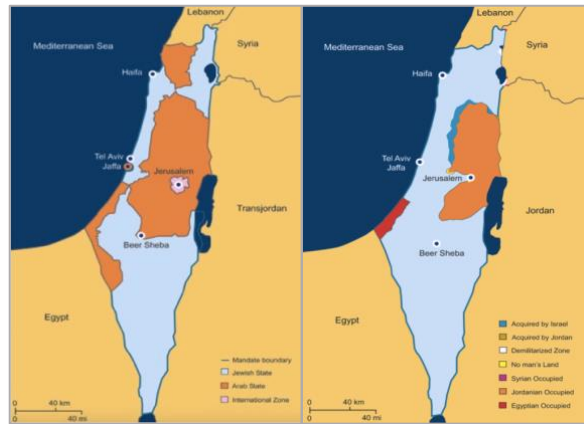 Lebanon
Mediterranean Sea
Syria
Haifa
Tel Aviv
Jaffa
Jerusalem
Transjordan
Beer Sheba
Egypt
Mandate boundary
Jewish State
Arab State
International Zone
0 40 km
0 40 mi
Lebanon
Mediterranean Sea
Syria
Haifa
Tel Aviv
Jaffa
Jerusalem
Jordan
Beer Sheba
Egypt
Acquired by Israel
Acquired by Jordan
Demilitarized Zone
No man's Land
Syrian Occupied
Jordanian Occupied
Egyptian Occupied
0 40 km
0 40 mi